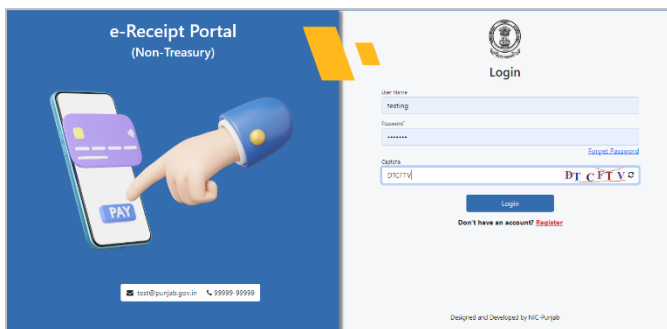 e-Receipt Portal
(Non-Treasury)
PAY
test@punjab.gov.in 99999-99999
Login
User Name
testing
Password*
•••••••
Forget Password
Captcha
DTCFTV
DT CFTV
Login
Don't have an account? Register
Designed and Developed by NIC-Punjab